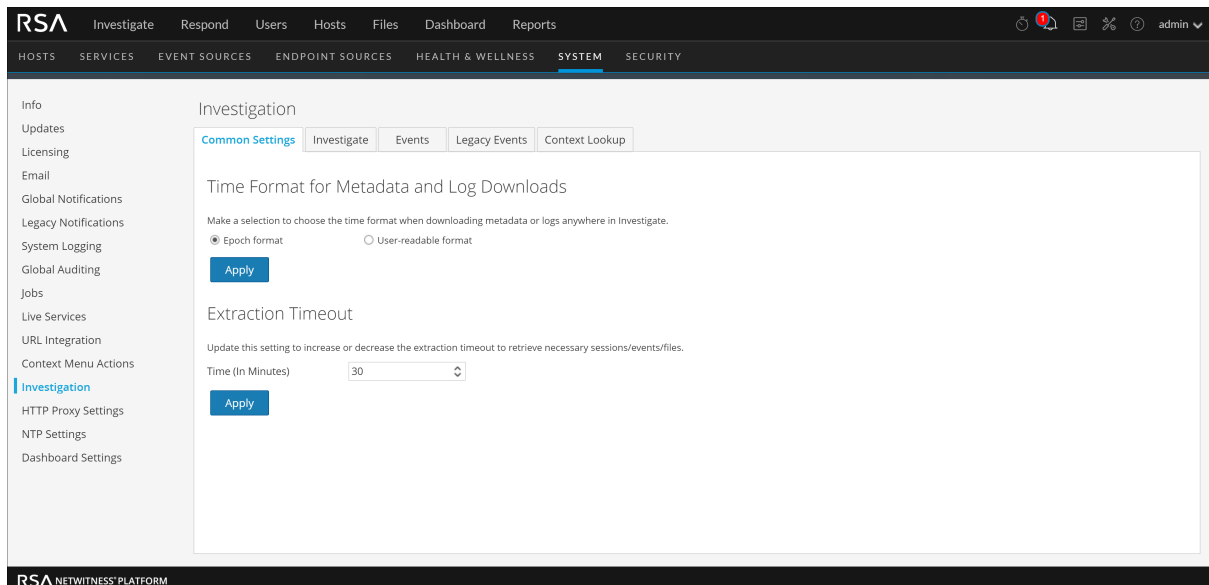 RSA Investigate Respond Users Hosts Files Dashboard Reports 1 ? admin
HOSTS SERVICES EVENT SOURCES ENDPOINT SOURCES HEALTH & WELLNESS SYSTEM SECURITY
Info
Updates
Licensing
Email
Global Notifications
Legacy Notifications
System Logging
Global Auditing
Jobs
Live Services
URL Integration
Context Menu Actions
Investigation
HTTP Proxy Settings
NTP Settings
Dashboard Settings
Investigation
Common Settings Investigate Events Legacy Events Context Lookup
Time Format for Metadata and Log Downloads
Make a selection to choose the time format when downloading metadata or logs anywhere in Investigate.
Epoch format User-readable format
Apply
Extraction Timeout
Update this setting to increase or decrease the extraction timeout to retrieve necessary sessions/events/files.
Time (In Minutes) 30
Apply
RSA NETWITNESS® PLATFORM